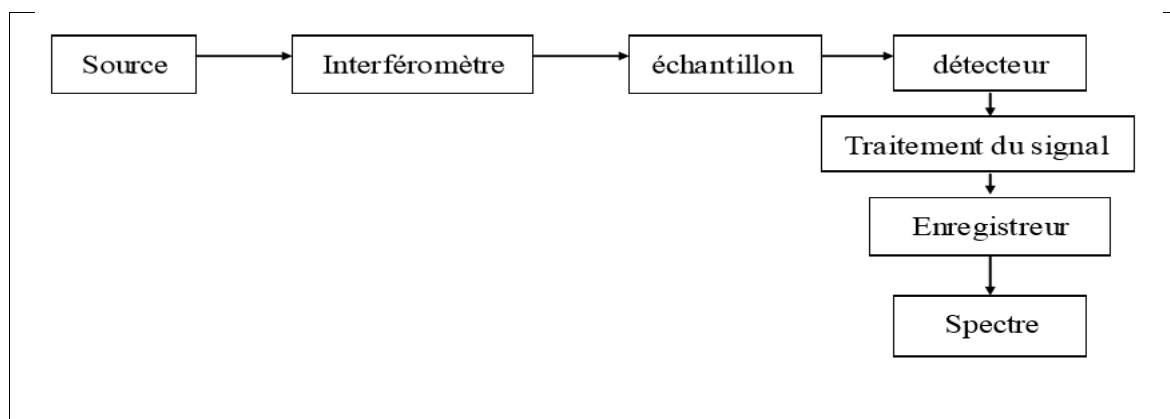 Source
Interféromètre
échantillon
détecteur
Traitement du signal
Enregistreur
Spectre